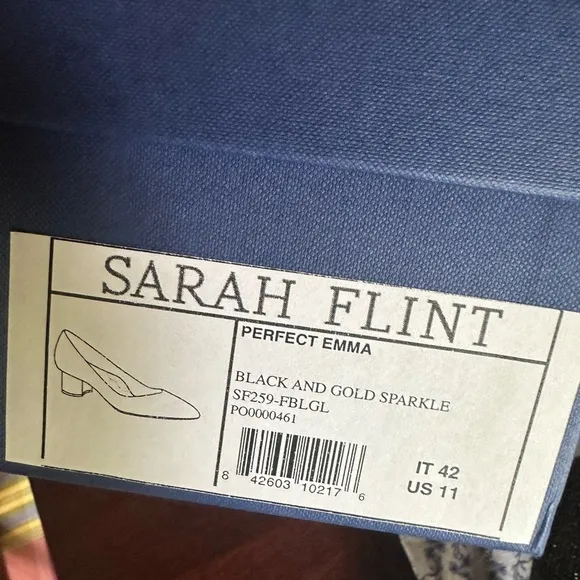 SARAH FLINT
PERFECT EMMA
BLACK AND GOLD SPARKLE
SF259-FBLGL
PO0000461
8 42603 10217 6
IT 42
US 11